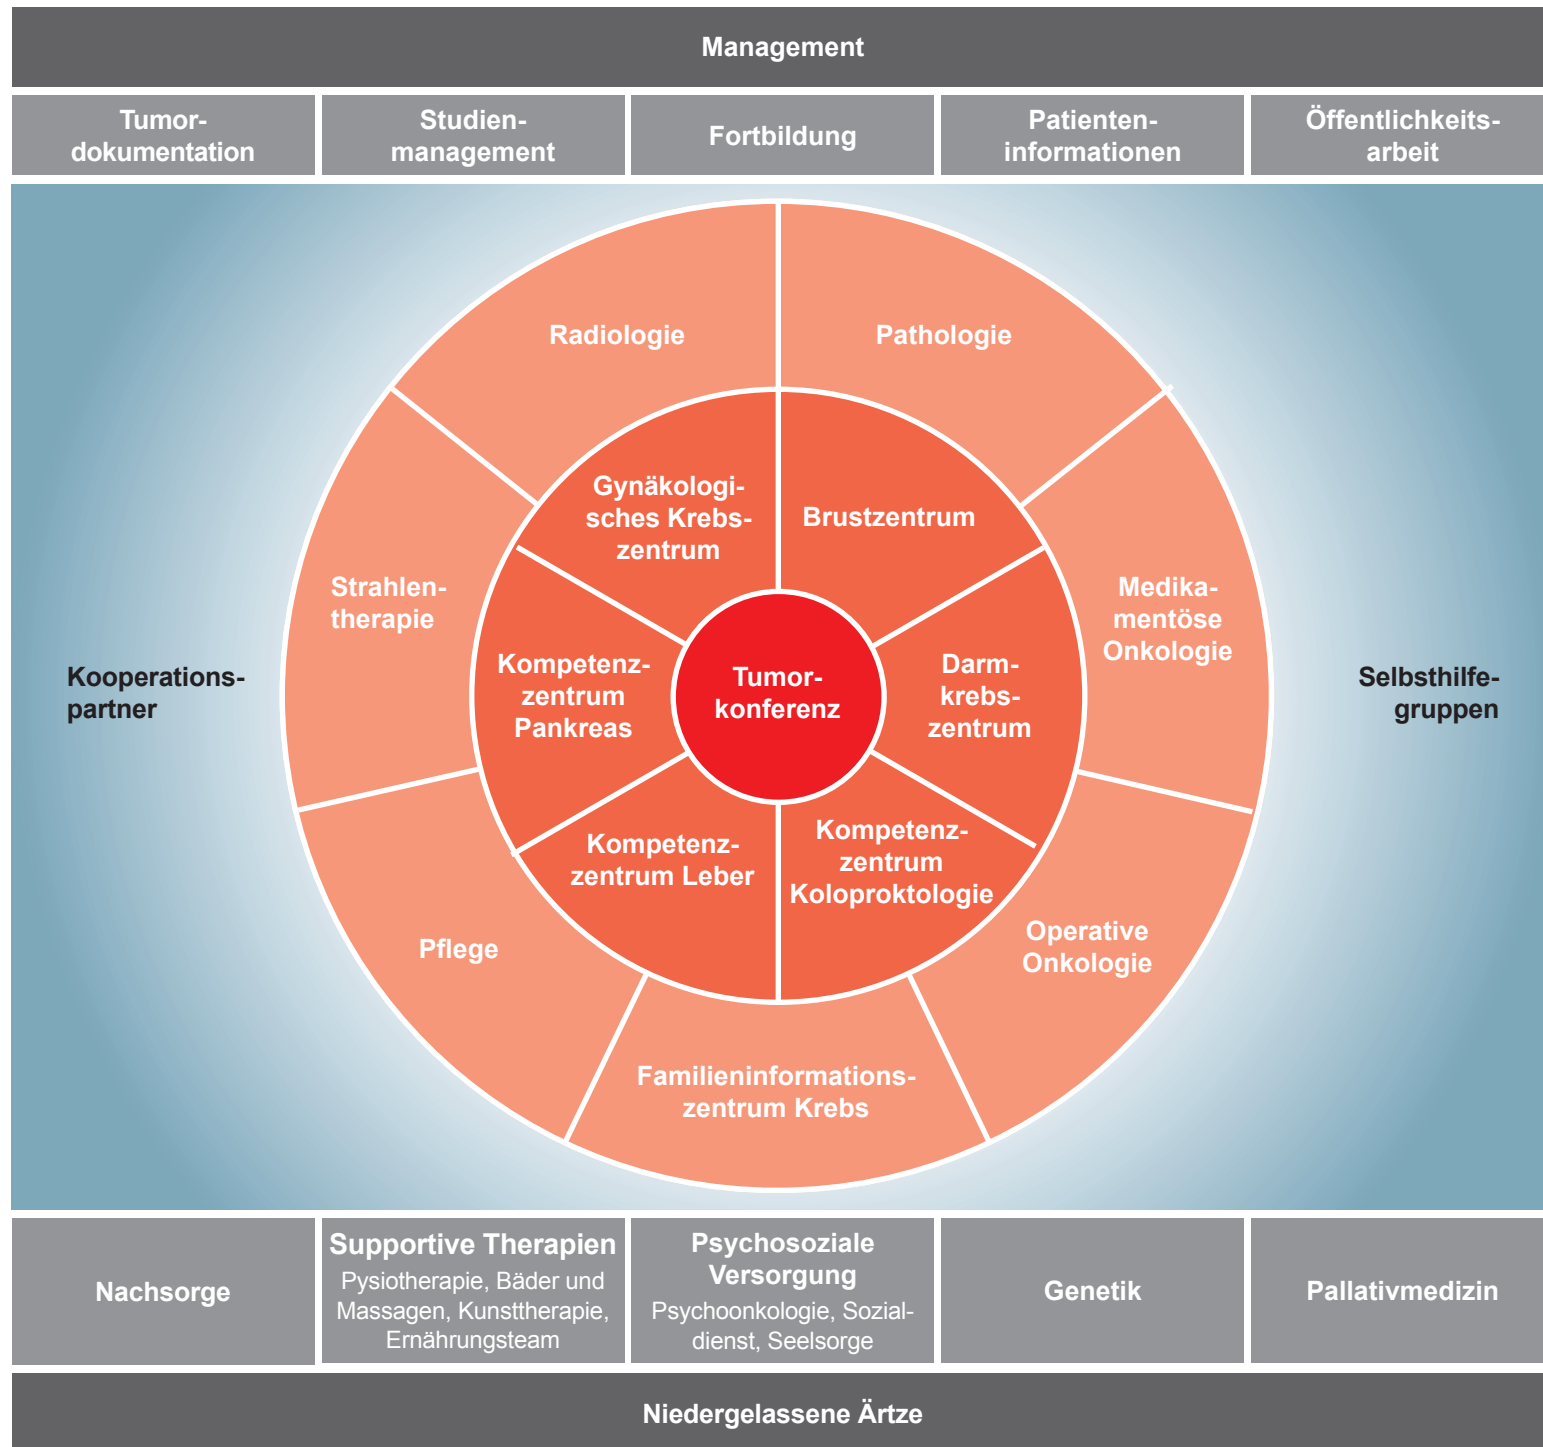 Management
Tumor-
dokumentation
Studien-
management
Fortbildung
Patienten-
informationen
Öffentlichkeits-
arbeit
Radiologie
Pathologie
Gynäkologi-
sches Krebs-
zentrum
Brustzentrum
Strahlen-
therapie
Medika-
mentöse
Onkologie
Kooperations-
partner
Kompetenz-
zentrum
Pankreas
Tumor-
konferenz
Darm-
krebs-
zentrum
Selbsthilfe-
gruppen
Kompetenz-
zentrum Leber
Kompetenz-
zentrum
Koloproktologie
Pflege
Operative
Onkologie
Familieninformations-
zentrum Krebs
Nachsorge
Supportive Therapien
Pysiotherapie, Bäder und
Massagen, Kunsttherapie,
Ernährungsteam
Psychosoziale
Versorgung
Psychoonkologie, Sozial-
dienst, Seelsorge
Genetik
Pallativmedizin
Niedergelassene Ärtze